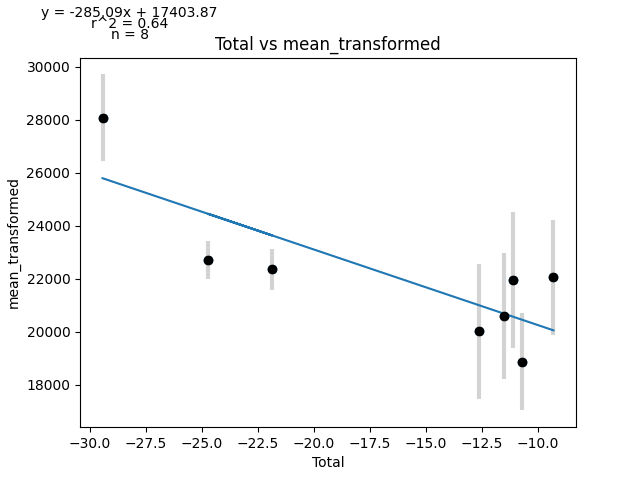 y = -285.09x + 17403.87
r^2 = 0.64
n = 8
Total vs mean_transformed
30000
28000
26000
24000
22000
20000
18000
mean_transformed
−30.0 −27.5 −25.0 −22.5 −20.0 −17.5 −15.0 −12.5 −10.0
Total